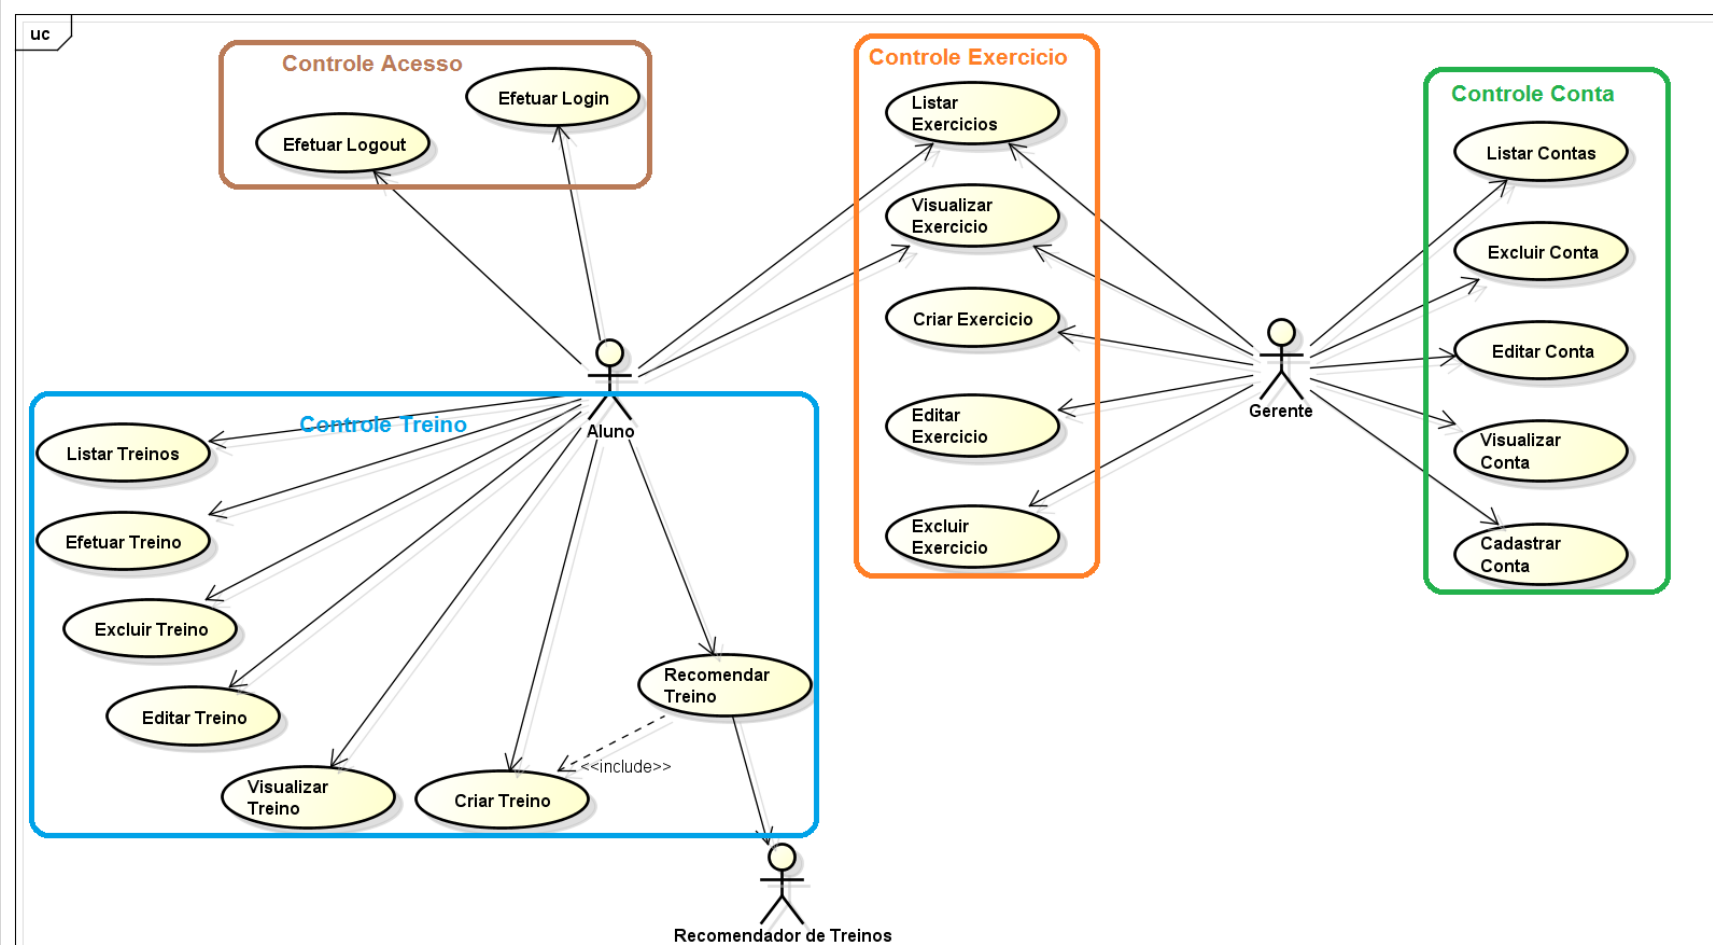 uc
Controle Acesso
Efetuar Login
Efetuar Logout
Controle Exercicio
Listar
Exercicios
Visualizar
Exercicio
Criar Exercicio
Editar
Exercicio
Excluir
Exercicio
Controle Conta
Listar Contas
Excluir Conta
Editar Conta
Visualizar
Conta
Cadastrar
Conta
Gerente
Aluno
Controle Treino
Listar Treinos
Efetuar Treino
Excluir Treino
Editar Treino
Visualizar
Treino
Criar Treino
Recomendar
Treino
<<include>>
Recomendador de Treinos